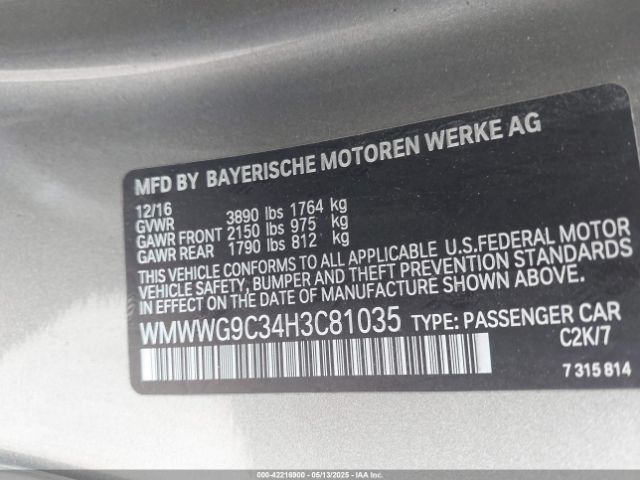 MFD BY BAYERISCHE MOTOREN WERKE AG
12/16
GVWR 3890 lbs 1764 kg
GAWR FRONT 2150 lbs 975 kg
GAWR REAR 1790 lbs 812 kg
THIS VEHICLE CONFORMS TO ALL APPLICABLE U.S.FEDERAL MOTOR
VEHICLE SAFETY, BUMPER AND THEFT PREVENTION STANDARDS
IN EFFECT ON THE DATE OF MANUFACTURE SHOWN ABOVE.
WMWWG9C34H3C81035 TYPE: PASSENGER CAR
C2K/7
7 315 814
000-42216900 - 05/13/2025 - IAA, Inc.